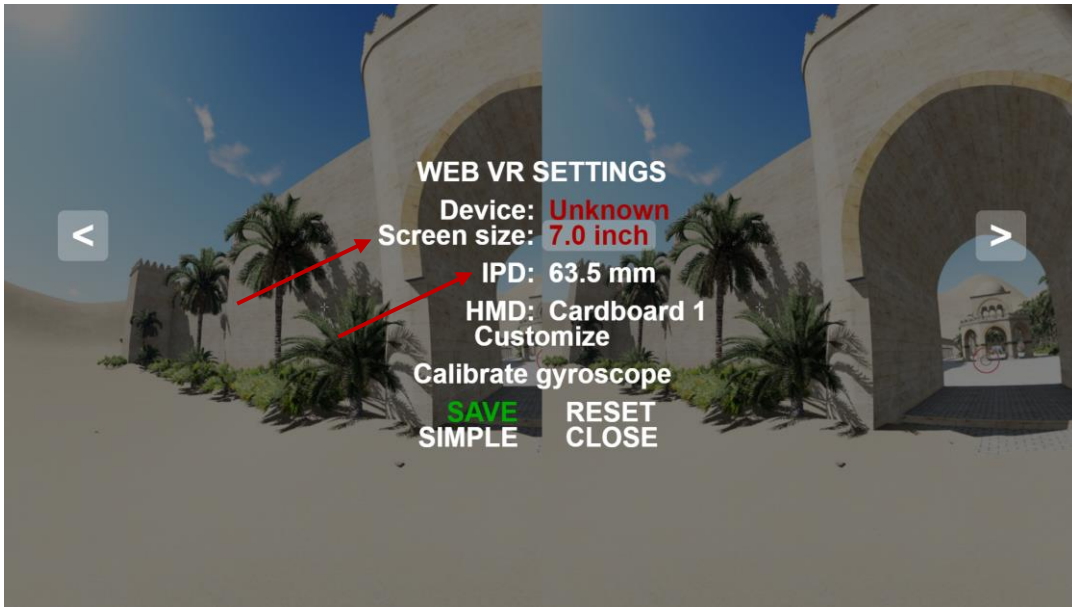 WEB VR SETTINGS
Device: Unknown
Screen size: 7.0 inch
<
>
IPD: 63.5 mm
HMD: Cardboard 1
Customize
Calibrate gyroscope
SAVE RESET
SIMPLE CLOSE